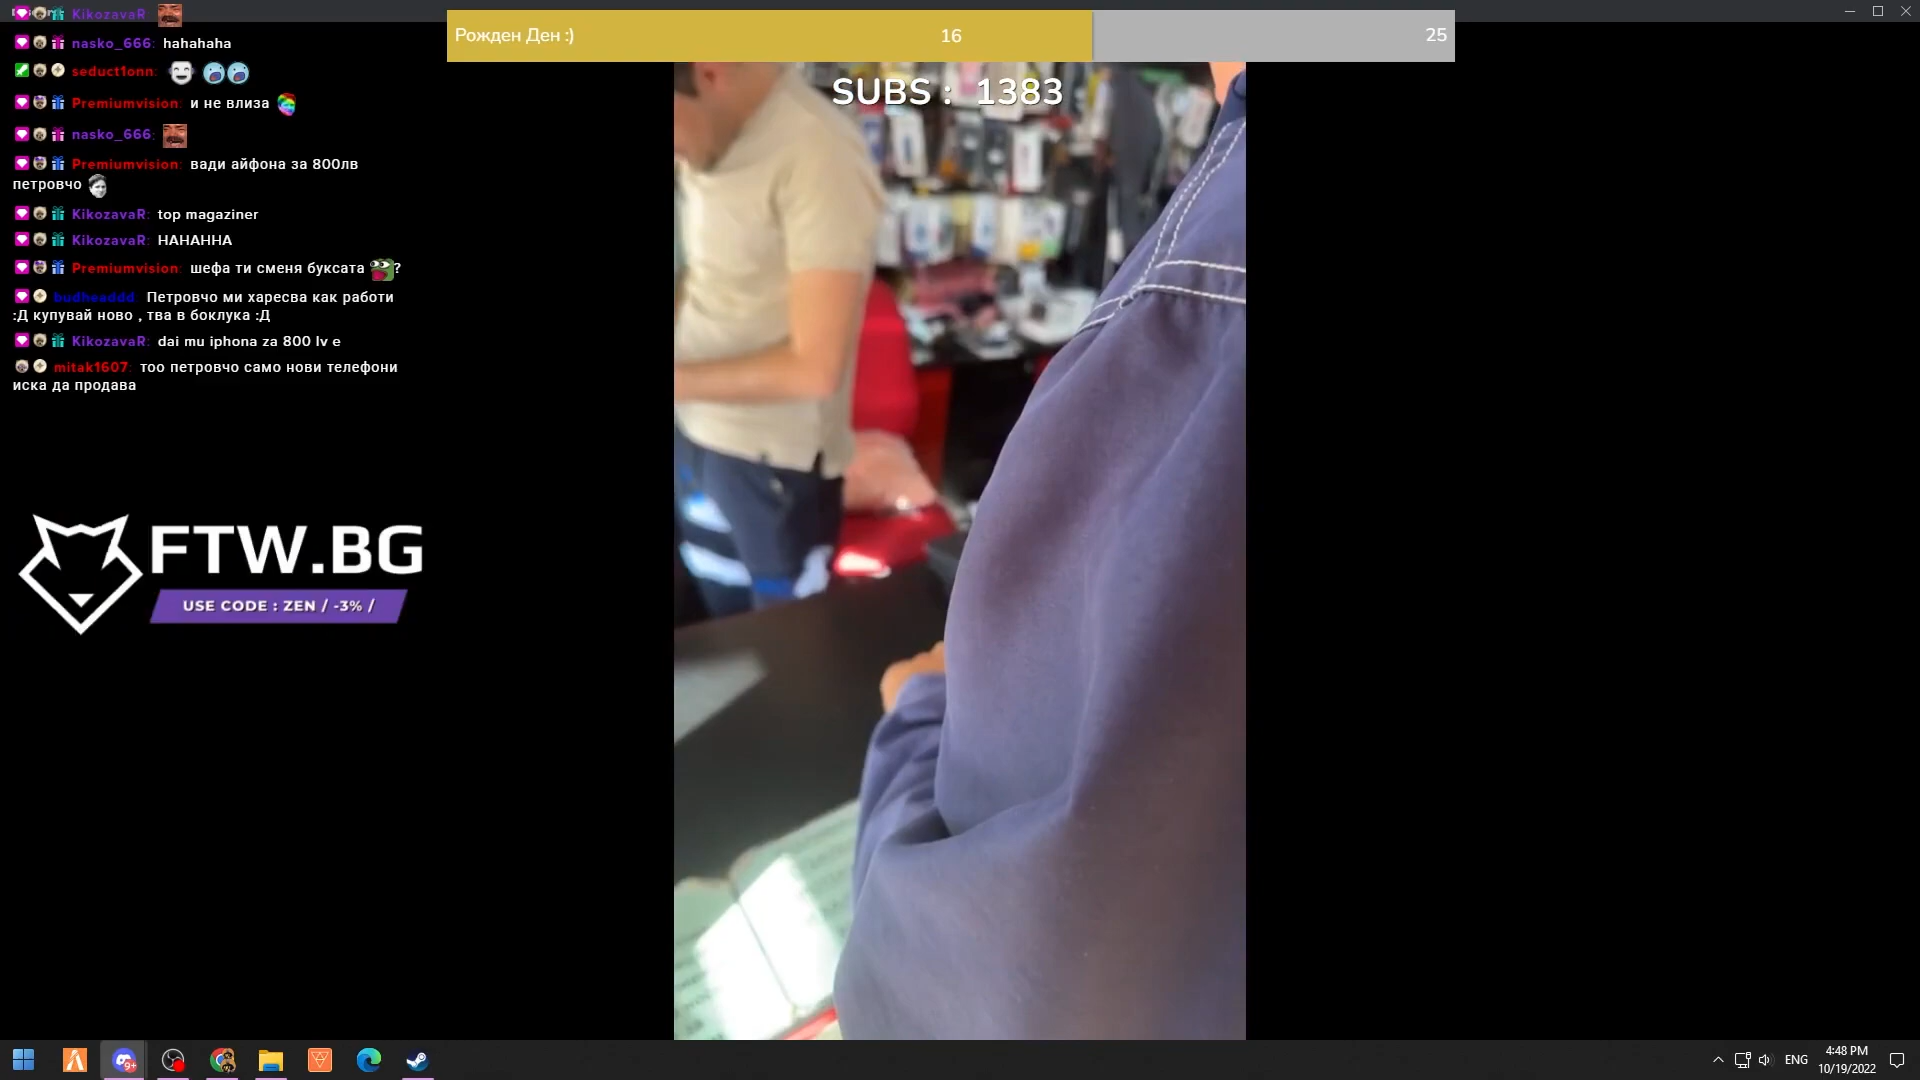 KikozavaR:
nasko_666: hahahaha
seduct1onn:
Premiumvision: и не влиза
nasko_666:
Premiumvision: вади айфона за 800лв
петровчо
KikozavaR: top magaziner
KikozavaR: HAHAHHA
Premiumvision: шефа ти сменя буксата ?
budheaddd Петровчо ми харесва как работи
:Д купувай ново , тва в боклука :Д
KikozavaR: dai mu iphona za 800 lv e
mitak1607: тоо петровчо само нови телефони
иска да продава
Рожден Ден :) 16 25
SUBS : 1383
FTW.BG
USE CODE : ZEN / -3% /
9+
ENG
4:48 PM
10/19/2022